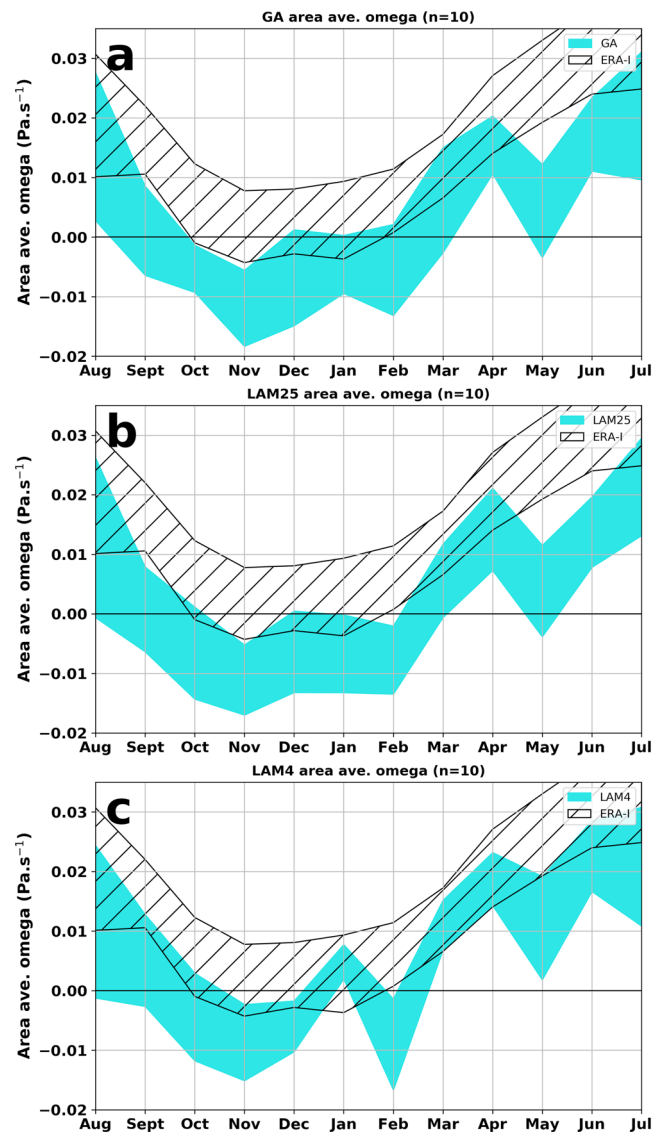 GA area ave. omega (n=10)
a
GA
ERA-I
Area ave. omega (Pa.s⁻¹)
0.03
0.02
0.01
0.00
−0.01
−0.02
Aug Sept Oct Nov Dec Jan Feb Mar Apr May Jun Jul
LAM25 area ave. omega (n=10)
b
LAM25
ERA-I
Area ave. omega (Pa.s⁻¹)
0.03
0.02
0.01
0.00
−0.01
−0.02
Aug Sept Oct Nov Dec Jan Feb Mar Apr May Jun Jul
LAM4 area ave. omega (n=10)
c
LAM4
ERA-I
Area ave. omega (Pa.s⁻¹)
0.03
0.02
0.01
0.00
−0.01
−0.02
Aug Sept Oct Nov Dec Jan Feb Mar Apr May Jun Jul